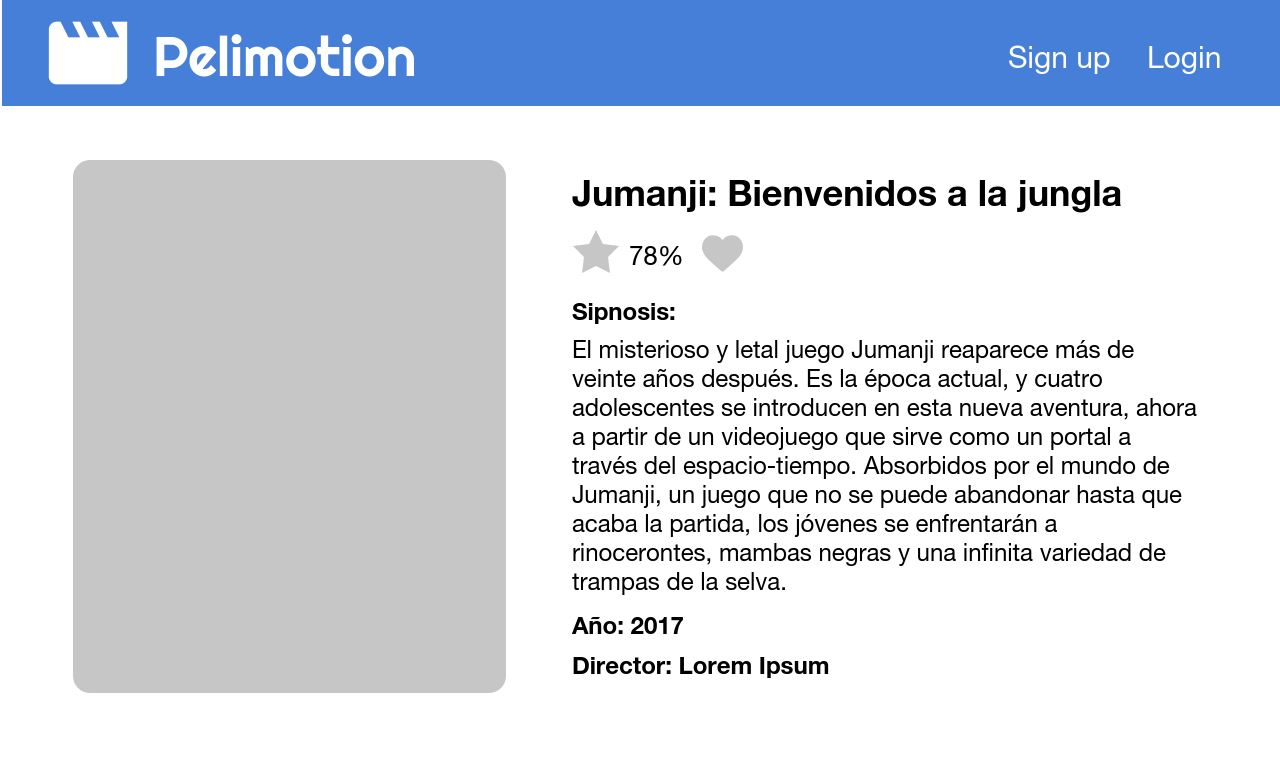 Pelimotion
Sign up Login
Jumanji: Bienvenidos a la jungla
78%
Sipnosis:
El misterioso y letal juego Jumanji reaparece más de
veinte años después. Es la época actual, y cuatro
adolescentes se introducen en esta nueva aventura, ahora
a partir de un videojuego que sirve como un portal a
través del espacio-tiempo. Absorbidos por el mundo de
Jumanji, un juego que no se puede abandonar hasta que
acaba la partida, los jóvenes se enfrentarán a
rinocerontes, mambas negras y una infinita variedad de
trampas de la selva.
Año: 2017
Director: Lorem Ipsum